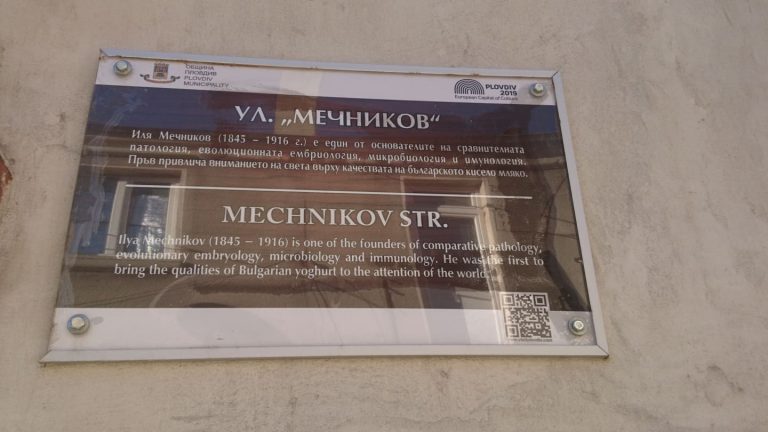 ОБЩИНА
ПЛОВДИВ
PLOVDIV
MUNICIPALITY
PLOVDIV
2019
European Capital of Culture
УЛ. „МЕЧНИКОВ“
Иля Мечников (1845 – 1916 г.) е един от основателите на сравнителната
патология, еволюционната ембриология, микробиология и имунология.
Пръв привлича вниманието на света върху качествата на българското кисело мляко.
MECHNIKOV STR.
Ilya Mechnikov (1845 – 1916) is one of the founders of comparative pathology,
evolutionary embryology, microbiology and immunology. He was the first to
bring the qualities of Bulgarian yoghurt to the attention of the world.